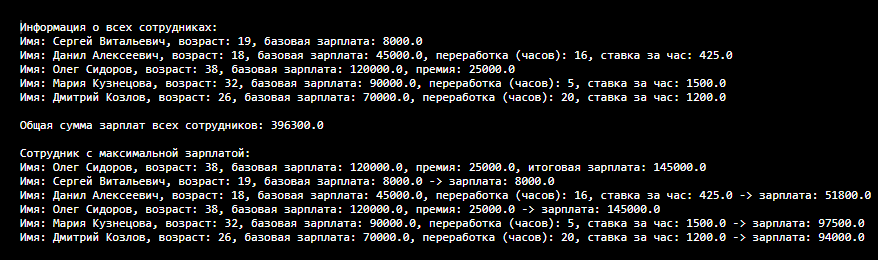 Информация о всех сотрудниках:
Имя: Сергей Витальевич, возраст: 19, базовая зарплата: 8000.0
Имя: Данил Алексеевич, возраст: 18, базовая зарплата: 45000.0, переработка (часов): 16, ставка за час: 425.0
Имя: Олег Сидоров, возраст: 38, базовая зарплата: 120000.0, премия: 25000.0
Имя: Мария Кузнецова, возраст: 32, базовая зарплата: 90000.0, переработка (часов): 5, ставка за час: 1500.0
Имя: Дмитрий Козлов, возраст: 26, базовая зарплата: 70000.0, переработка (часов): 20, ставка за час: 1200.0
Общая сумма зарплат всех сотрудников: 396300.0
Сотрудник с максимальной зарплатой:
Имя: Олег Сидоров, возраст: 38, базовая зарплата: 120000.0, премия: 25000.0, итоговая зарплата: 145000.0
Имя: Сергей Витальевич, возраст: 19, базовая зарплата: 8000.0 -> зарплата: 8000.0
Имя: Данил Алексеевич, возраст: 18, базовая зарплата: 45000.0, переработка (часов): 16, ставка за час: 425.0 -> зарплата: 51800.0
Имя: Олег Сидоров, возраст: 38, базовая зарплата: 120000.0, премия: 25000.0 -> зарплата: 145000.0
Имя: Мария Кузнецова, возраст: 32, базовая зарплата: 90000.0, переработка (часов): 5, ставка за час: 1500.0 -> зарплата: 97500.0
Имя: Дмитрий Козлов, возраст: 26, базовая зарплата: 70000.0, переработка (часов): 20, ставка за час: 1200.0 -> зарплата: 94000.0